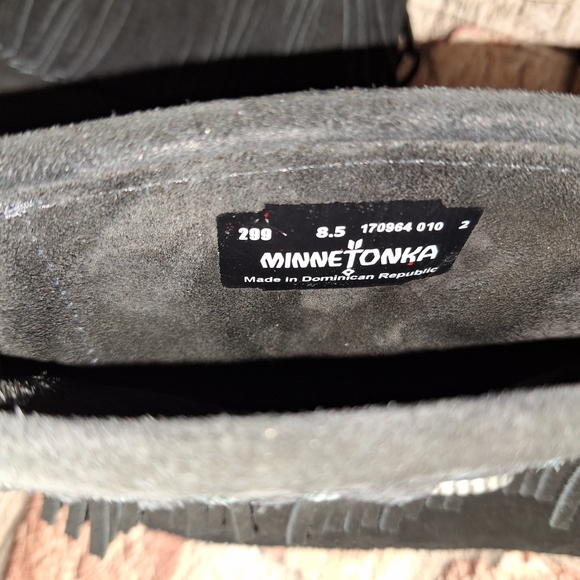 299 8.5 170964 010 2
MINNETONKA
Made in Dominican Republic